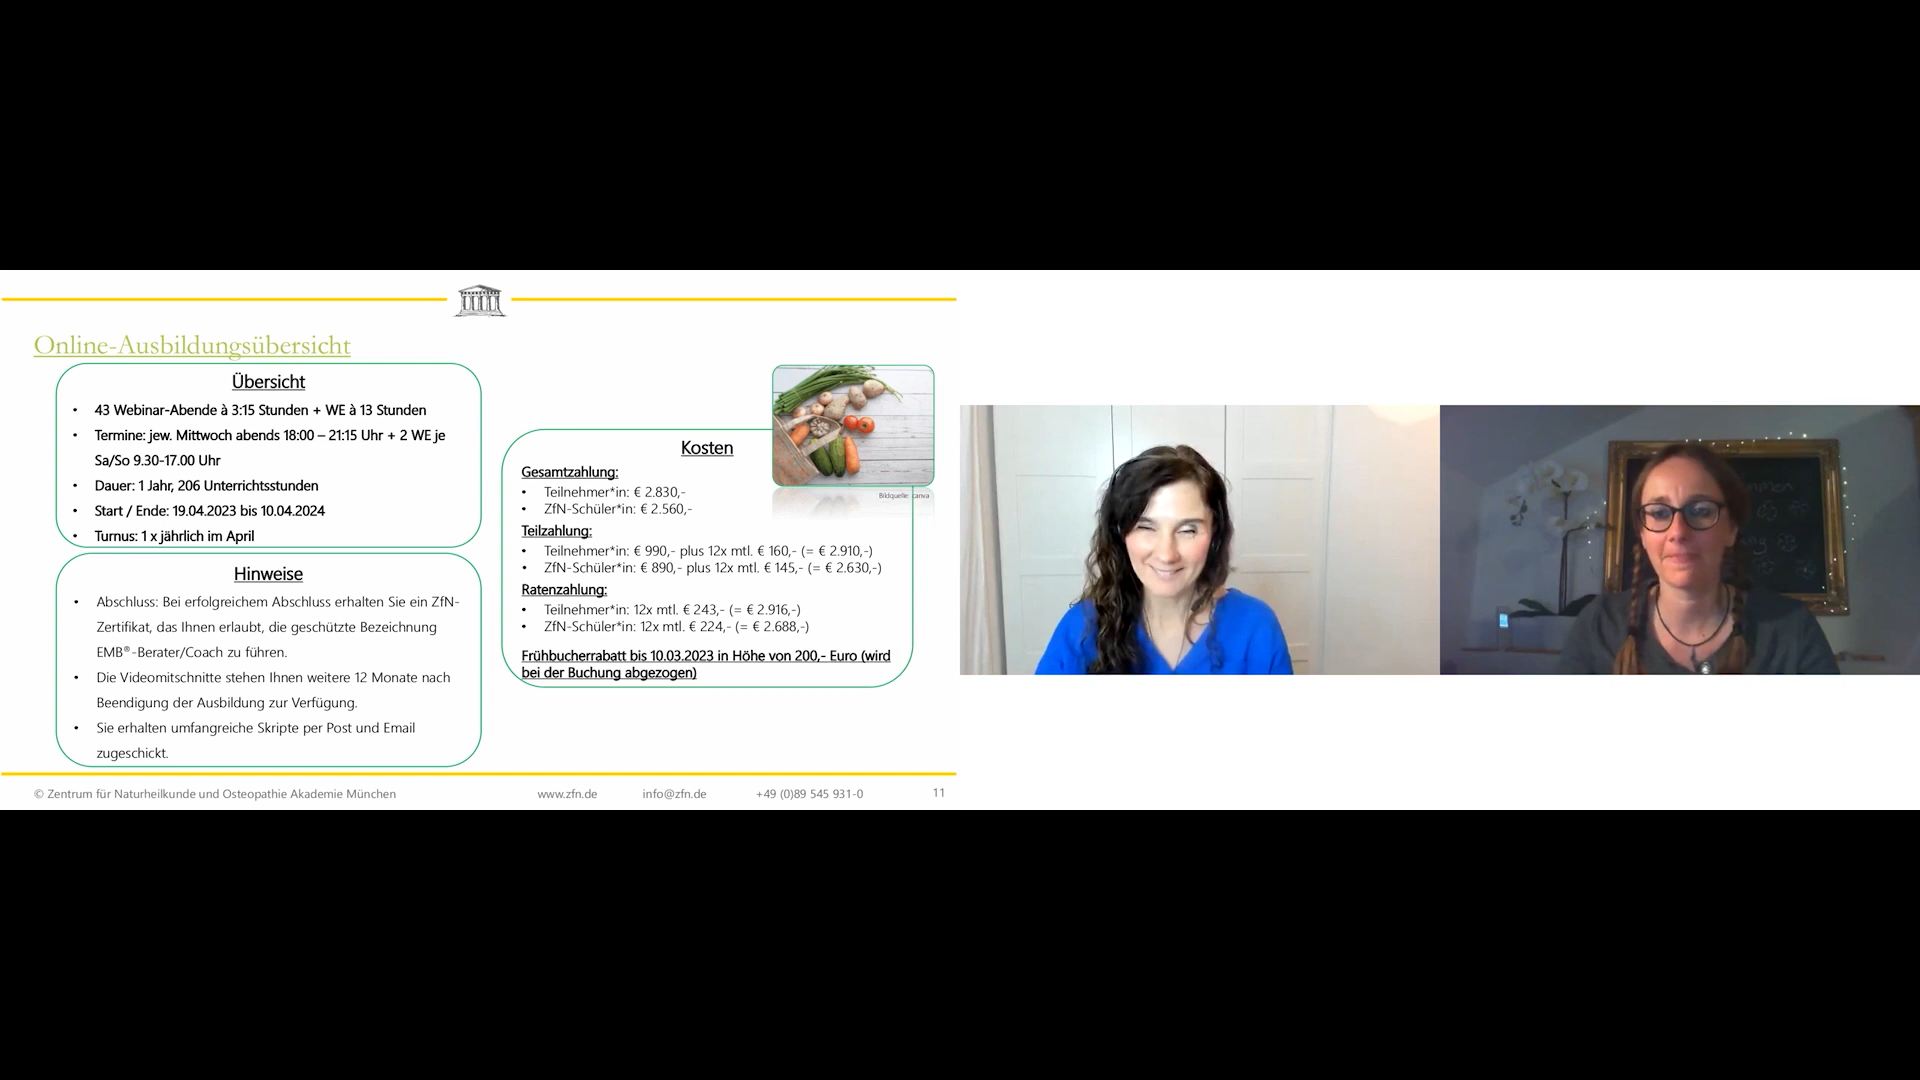 Online-Ausbildungsübersicht
Übersicht
• 43 Webinar-Abende à 3:15 Stunden + WE à 13 Stunden
• Termine: jew. Mittwoch abends 18:00 – 21:15 Uhr + 2 WE je
Sa/So 9.30-17.00 Uhr
• Dauer: 1 Jahr, 206 Unterrichtsstunden
• Start / Ende: 19.04.2023 bis 10.04.2024
• Turnus: 1 x jährlich im April
Hinweise
• Abschluss: Bei erfolgreichem Abschluss erhalten Sie ein ZfN-
Zertifikat, das Ihnen erlaubt, die geschützte Bezeichnung
EMB®-Berater/Coach zu führen.
• Die Videomitschnitte stehen Ihnen weitere 12 Monate nach
Beendigung der Ausbildung zur Verfügung.
• Sie erhalten umfangreiche Skripte per Post und Email
zugeschickt.
Bildquelle: canva
Kosten
Gesamtzahlung:
• Teilnehmer*in: € 2.830,-
• ZfN-Schüler*in: € 2.560,-
Teilzahlung:
• Teilnehmer*in: € 990,- plus 12x mtl. € 160,- (= € 2.910,-)
• ZfN-Schüler*in: € 890,- plus 12x mtl. € 145,- (= € 2.630,-)
Ratenzahlung:
• Teilnehmer*in: 12x mtl. € 243,- (= € 2.916,-)
• ZfN-Schüler*in: 12x mtl. € 224,- (= € 2.688,-)
Frühbucherrabatt bis 10.03.2023 in Höhe von 200,- Euro (wird
bei der Buchung abgezogen)
© Zentrum für Naturheilkunde und Osteopathie Akademie München www.zfn.de info@zfn.de +49 (0)89 545 931-0 11